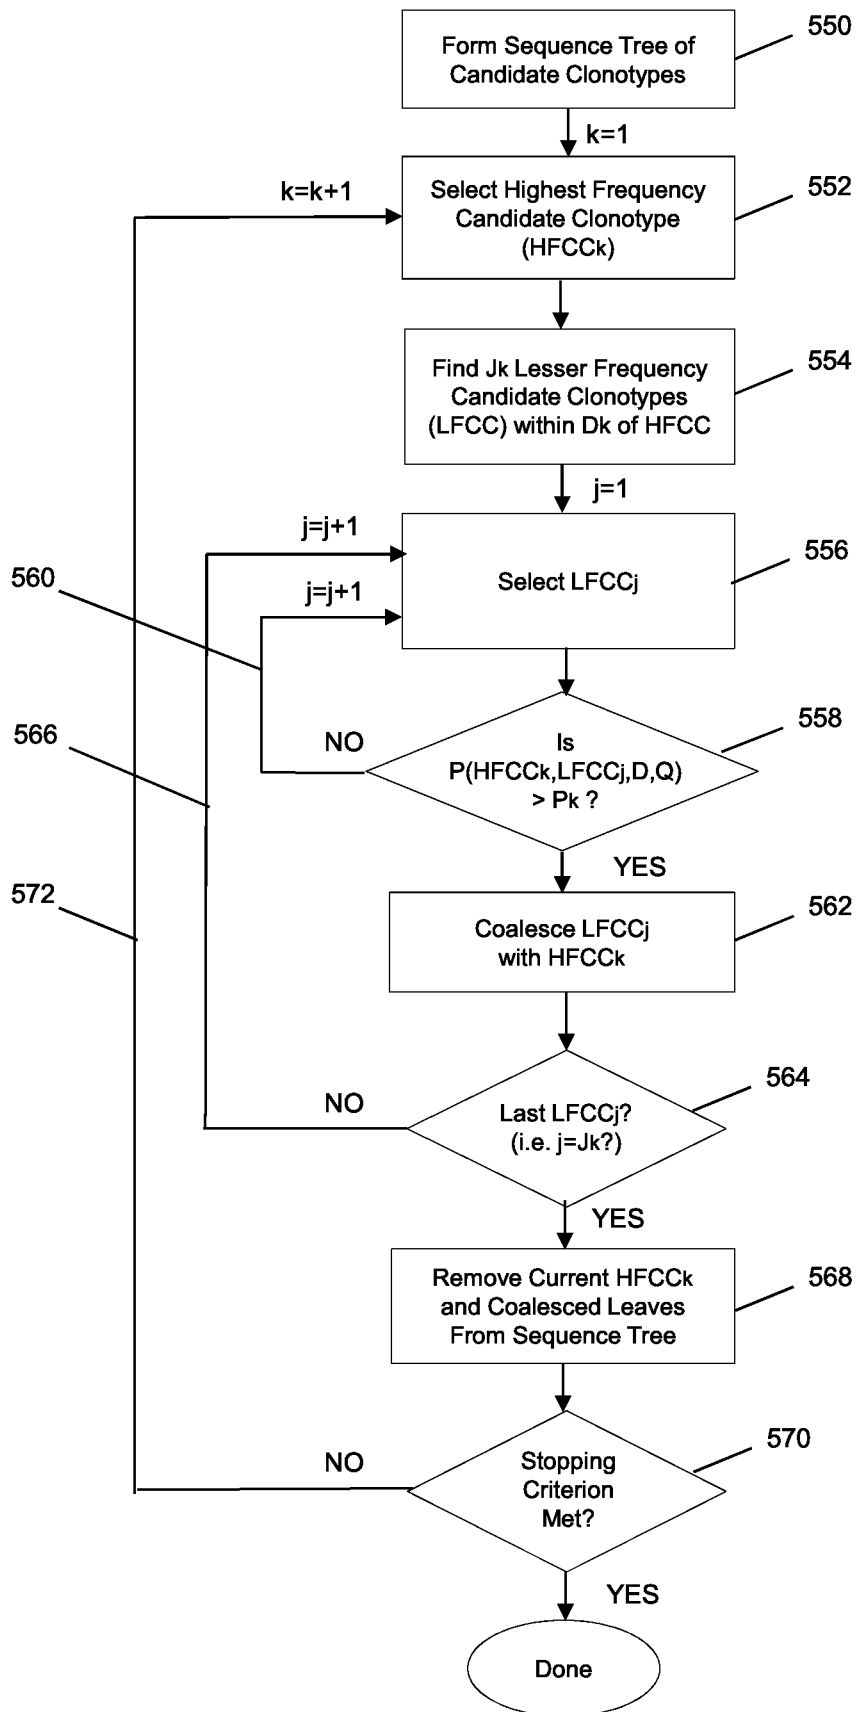 Form Sequence Tree of
Candidate Clonotypes
550
k=1
k=k+1
Select Highest Frequency
Candidate Clonotype
(HFCCk)
552
Find Jk Lesser Frequency
Candidate Clonotypes
(LFCC) within Dk of HFCC
554
j=1
j=j+1
Select LFCCj
556
560
j=j+1
558
566
NO
Is
P(HFCCk,LFCCj,D,Q)
> Pk ?
YES
572
Coalesce LFCCj
with HFCCk
562
564
NO
Last LFCCj?
(i.e. j=Jk?)
YES
Remove Current HFCCk
and Coalesced Leaves
From Sequence Tree
568
570
NO
Stopping
Criterion
Met?
YES
Done